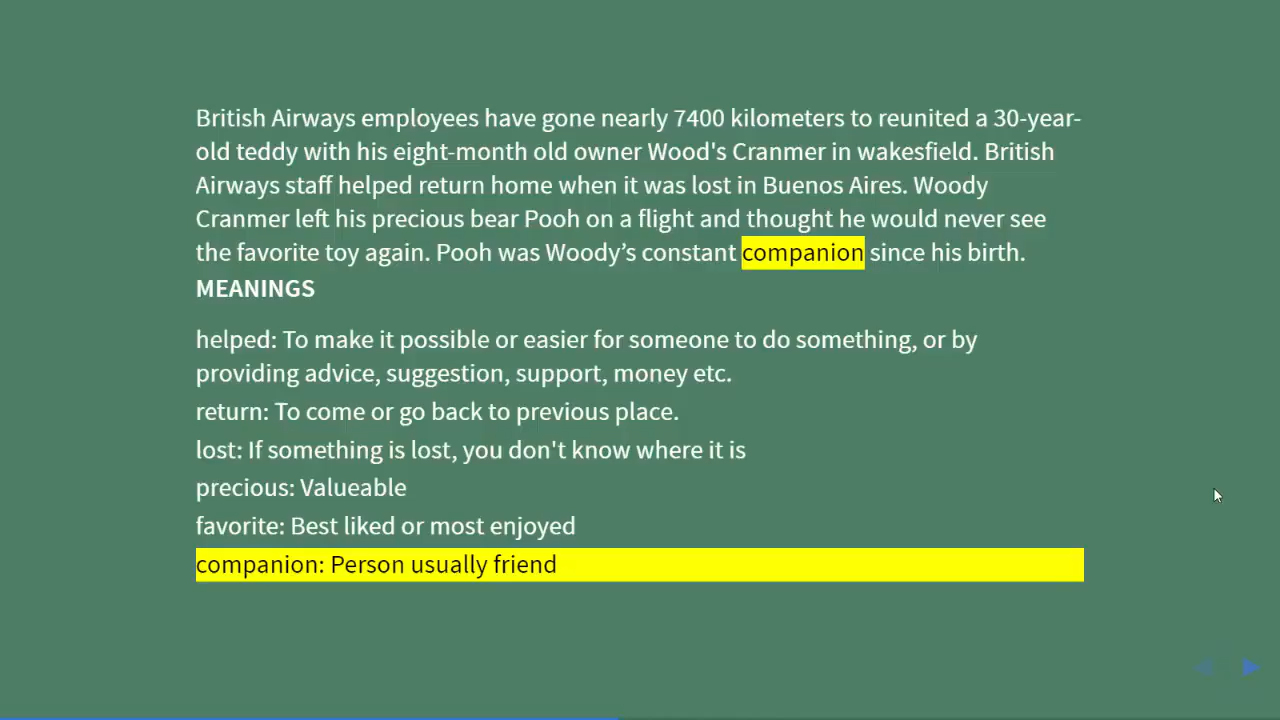 British Airways employees have gone nearly 7400 kilometers to reunited a 30-year-
old teddy with his eight-month old owner Wood's Cranmer in wakesfield. British
Airways staff helped return home when it was lost in Buenos Aires. Woody
Cranmer left his precious bear Pooh on a flight and thought he would never see
the favorite toy again. Pooh was Woody’s constant companion since his birth.
MEANINGS
helped: To make it possible or easier for someone to do something, or by
providing advice, suggestion, support, money etc.
return: To come or go back to previous place.
lost: If something is lost, you don't know where it is
precious: Valueable
favorite: Best liked or most enjoyed
companion: Person usually friend